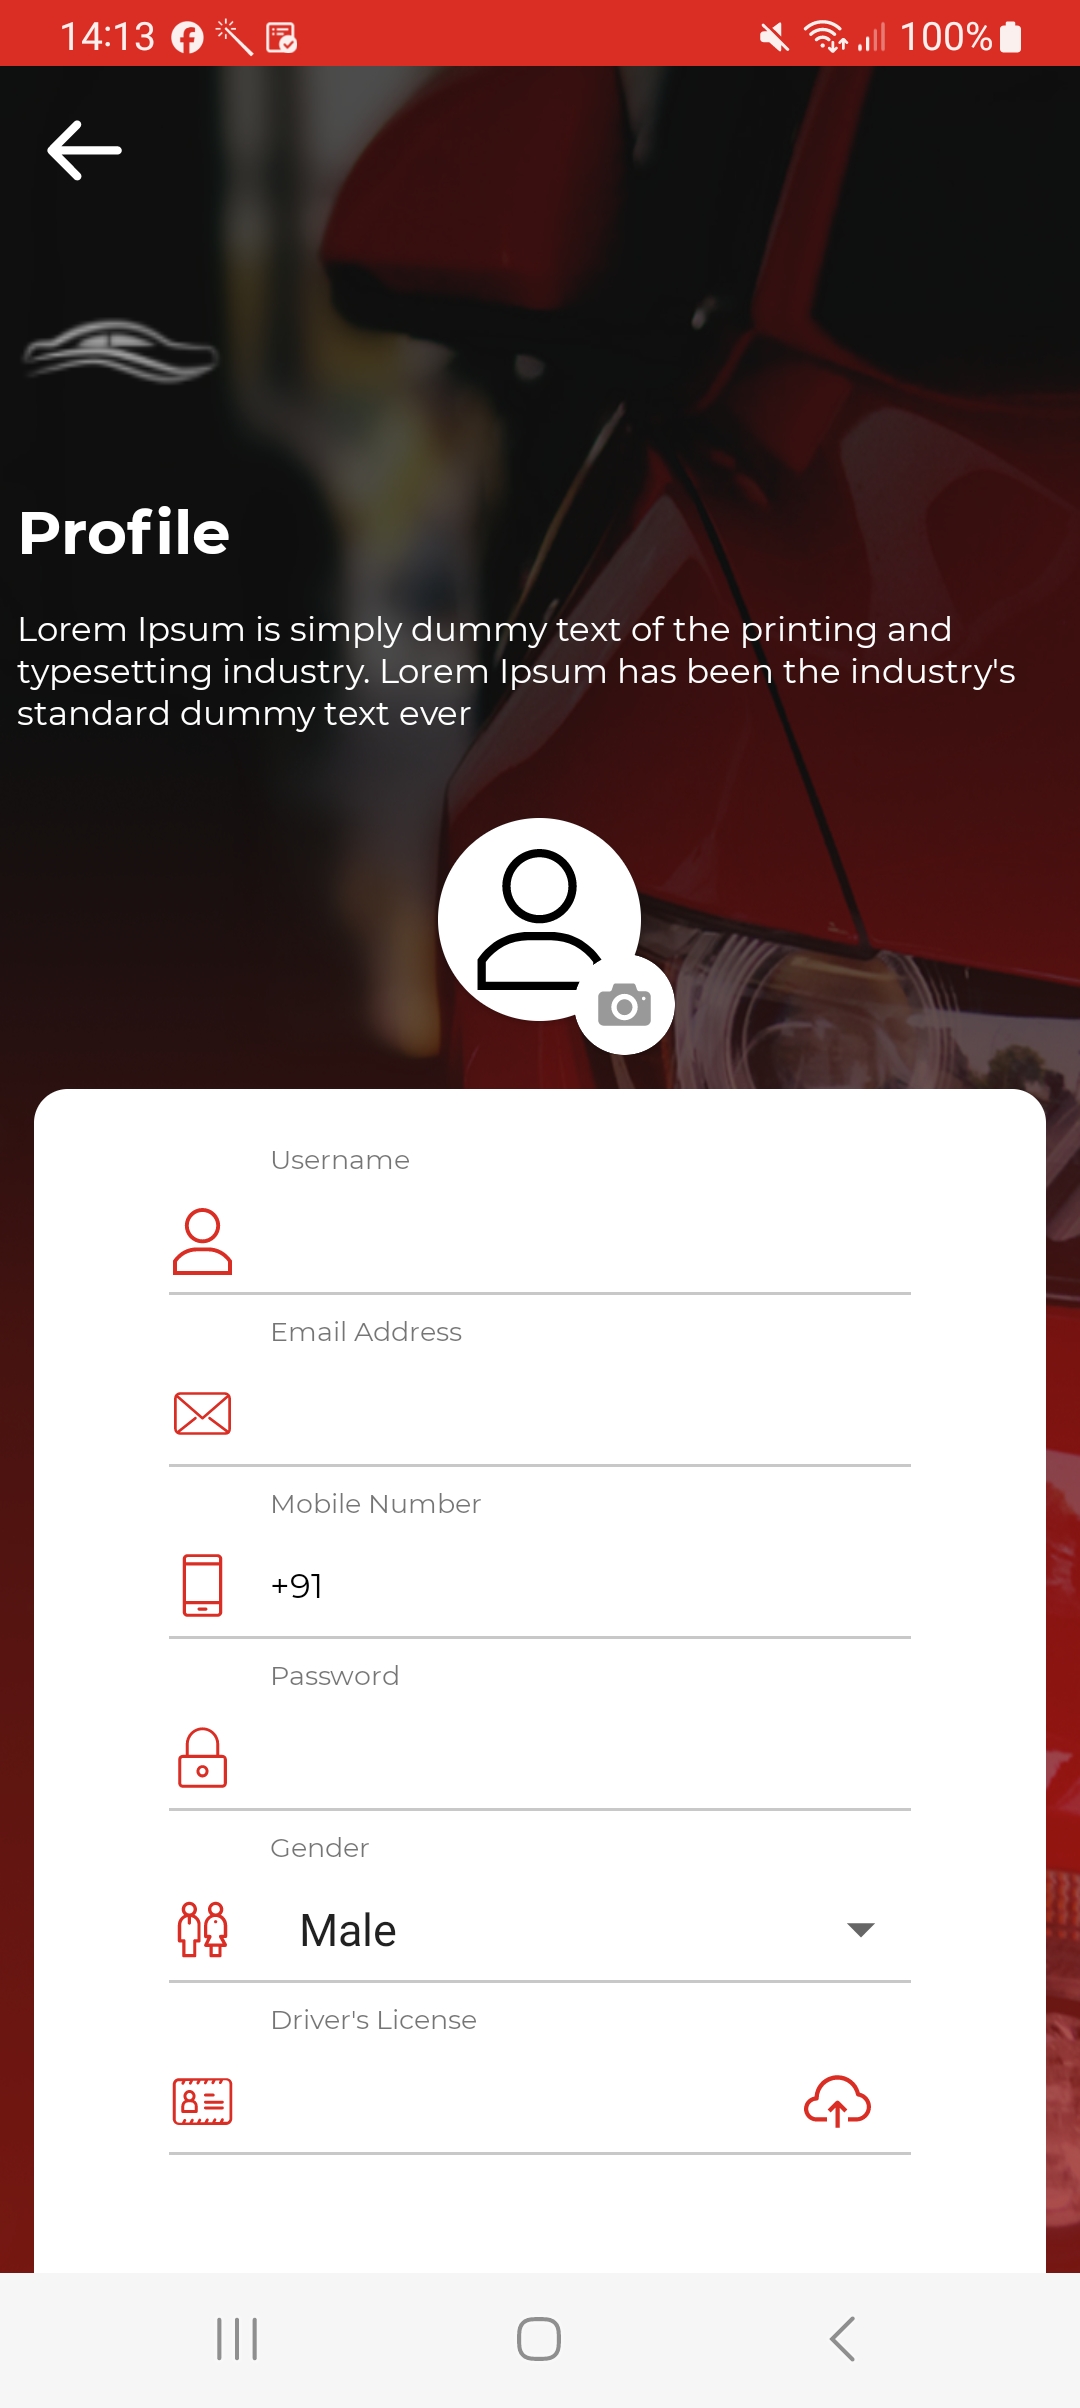 14:13
100%
Profile
Lorem Ipsum is simply dummy text of the printing and
typesetting industry. Lorem Ipsum has been the industry's
standard dummy text ever
Username
Email Address
Mobile Number
+91
Password
Gender
Male
Driver's License